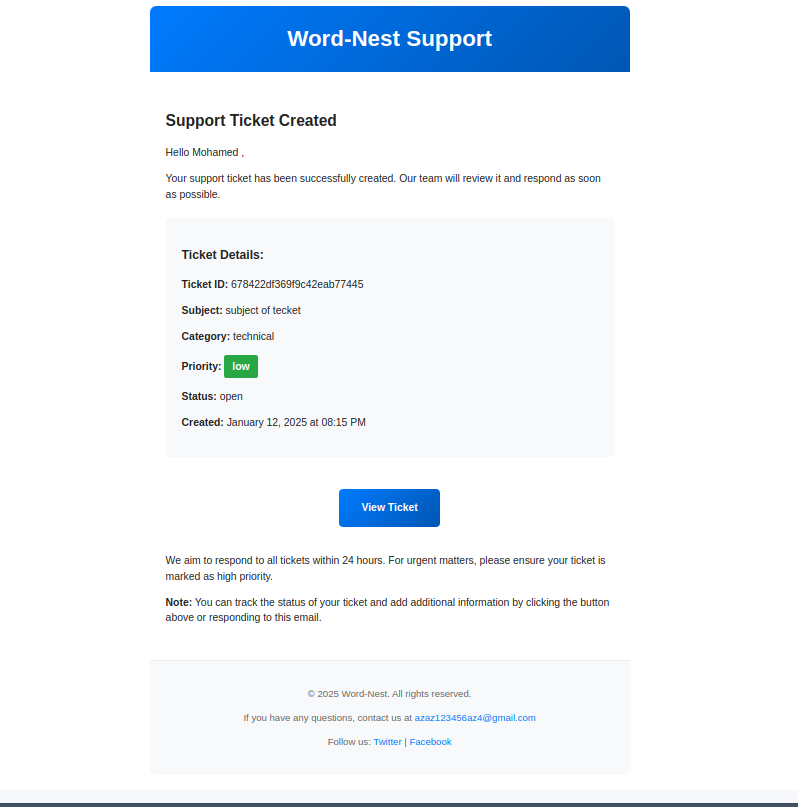 Word-Nest Support
Support Ticket Created
Hello Mohamed ,
Your support ticket has been successfully created. Our team will review it and respond as soon
as possible.
Ticket Details:
Ticket ID: 678422df369f9c42eab77445
Subject: subject of tecket
Category: technical
Priority: low
Status: open
Created: January 12, 2025 at 08:15 PM
View Ticket
We aim to respond to all tickets within 24 hours. For urgent matters, please ensure your ticket is
marked as high priority.
Note: You can track the status of your ticket and add additional information by clicking the button
above or responding to this email.
© 2025 Word-Nest. All rights reserved.
If you have any questions, contact us at azaz123456az4@gmail.com
Follow us: Twitter | Facebook